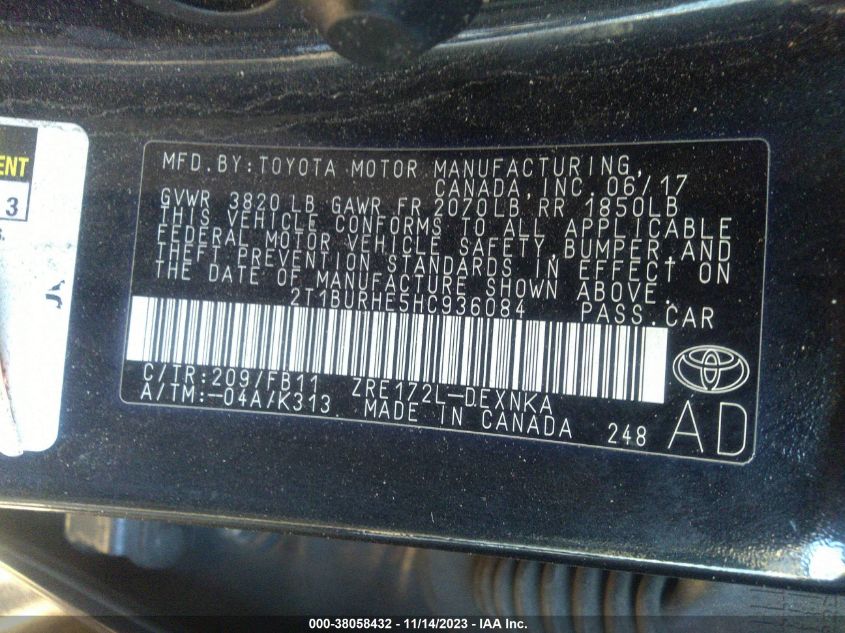 ENT
3
S.
MFD.BY:TOYOTA MOTOR MANUFACTURING,
CANADA, INC. 06/17
GVWR 3820 LB GAWR FR 2070LB RR 1850LB
THIS VEHICLE CONFORMS TO ALL APPLICABLE
FEDERAL MOTOR VEHICLE SAFETY, BUMPER, AND
THEFT PREVENTION STANDARDS IN EFFECT ON
THE DATE OF MANUFACTURE SHOWN ABOVE.
2T1BURHE5HC936084 PASS.CAR
C/TR:209/FB11 ZRE172L-DEXNKA
A/TM:-04A/K313 MADE IN CANADA 248 AD
000-38058432 - 11/14/2023 - IAA Inc.